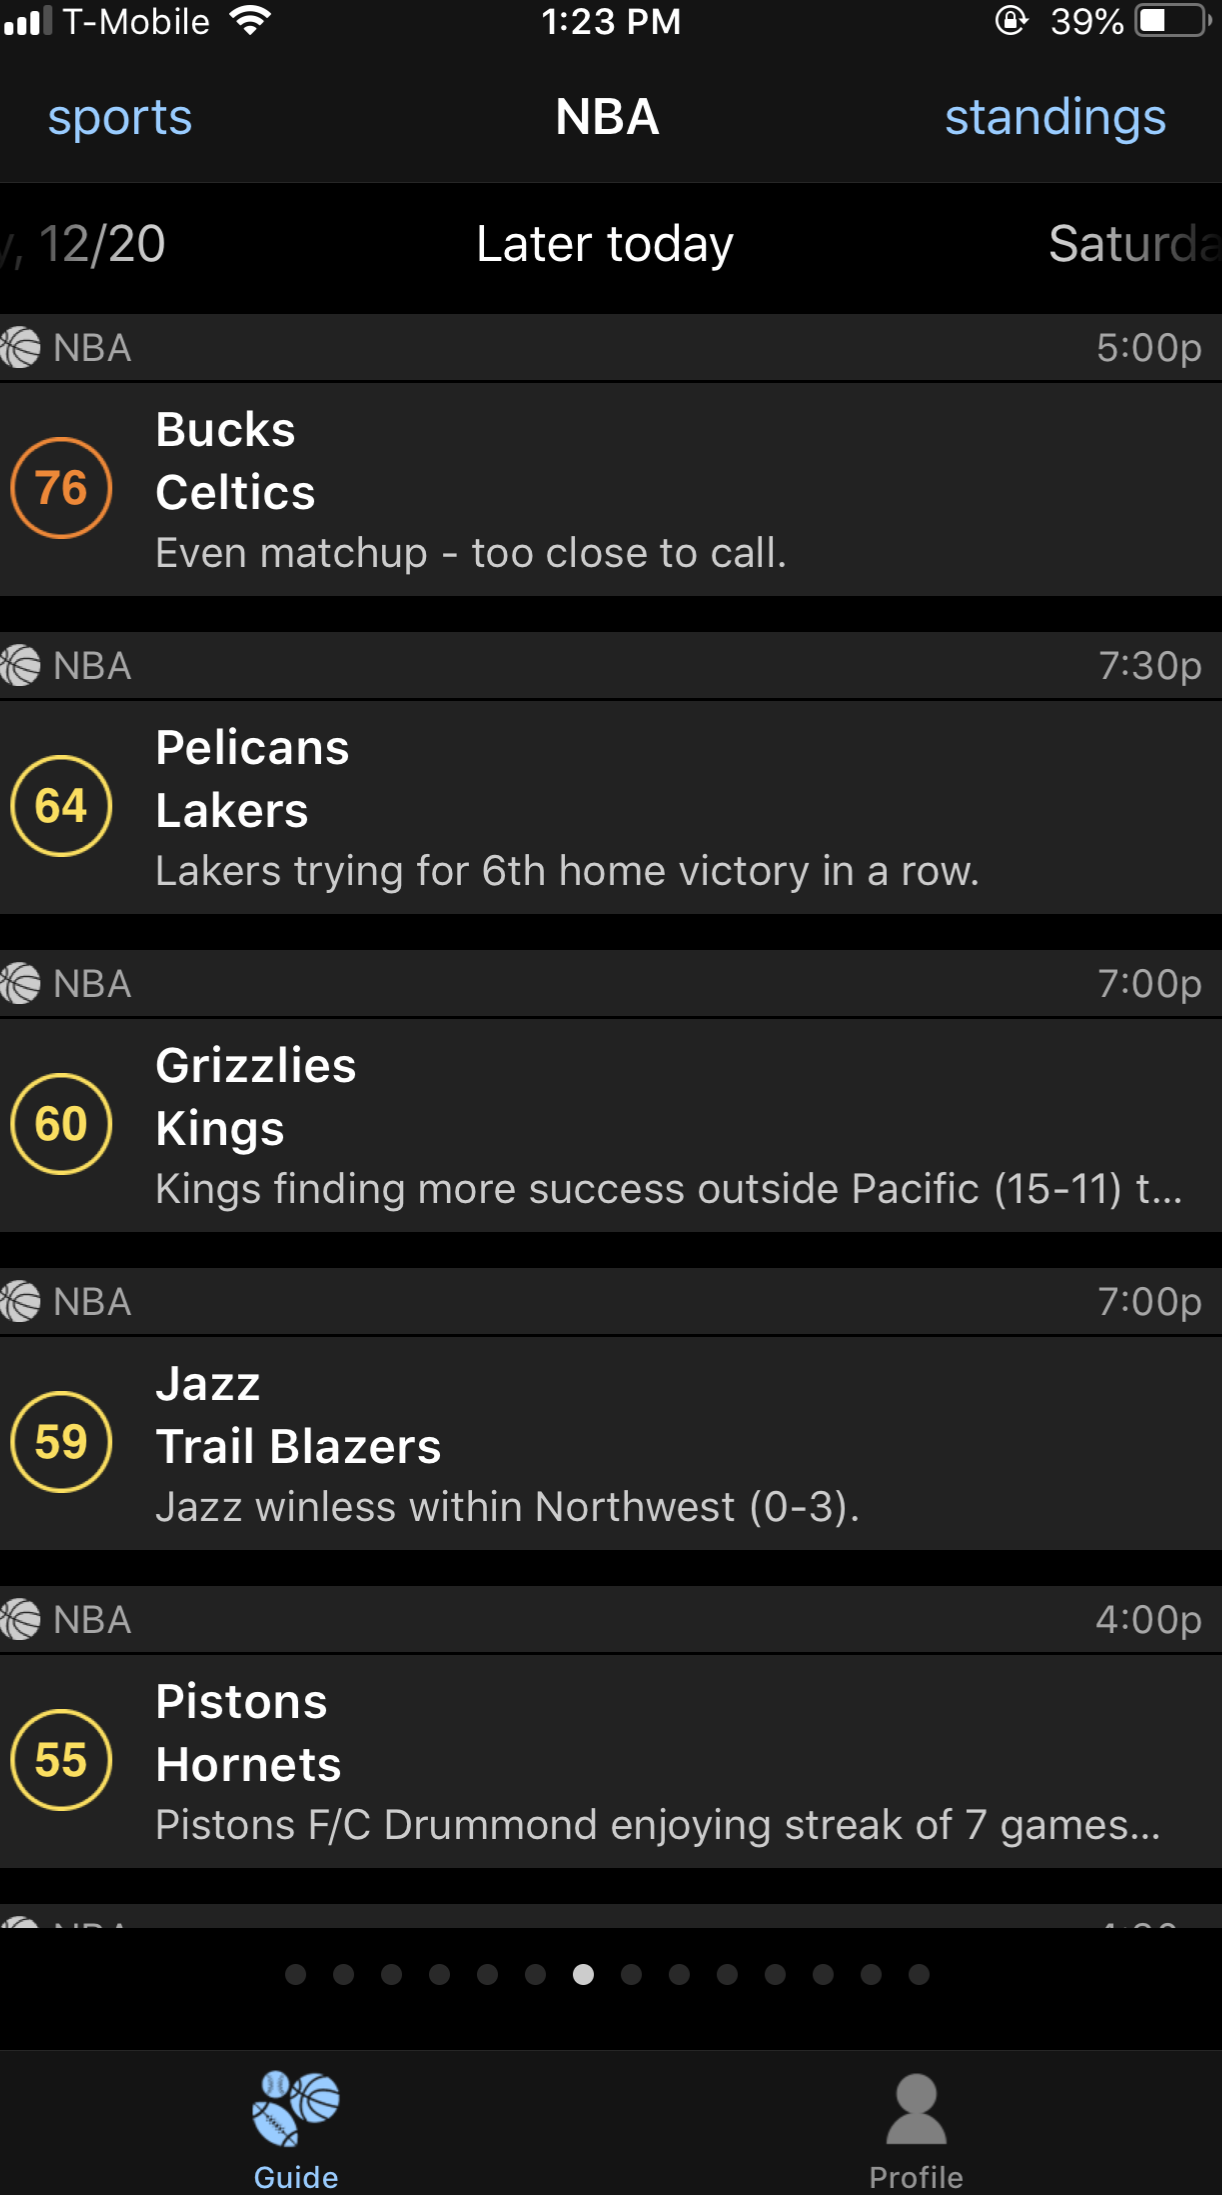 T-Mobile 1:23 PM 39%
sports NBA standings
, 12/20 Later today Saturda
NBA 5:00p
76
Bucks
Celtics
Even matchup - too close to call.
NBA 7:30p
64
Pelicans
Lakers
Lakers trying for 6th home victory in a row.
NBA 7:00p
60
Grizzlies
Kings
Kings finding more success outside Pacific (15-11) t...
NBA 7:00p
59
Jazz
Trail Blazers
Jazz winless within Northwest (0-3).
NBA 4:00p
55
Pistons
Hornets
Pistons F/C Drummond enjoying streak of 7 games...
NBA
Guide Profile